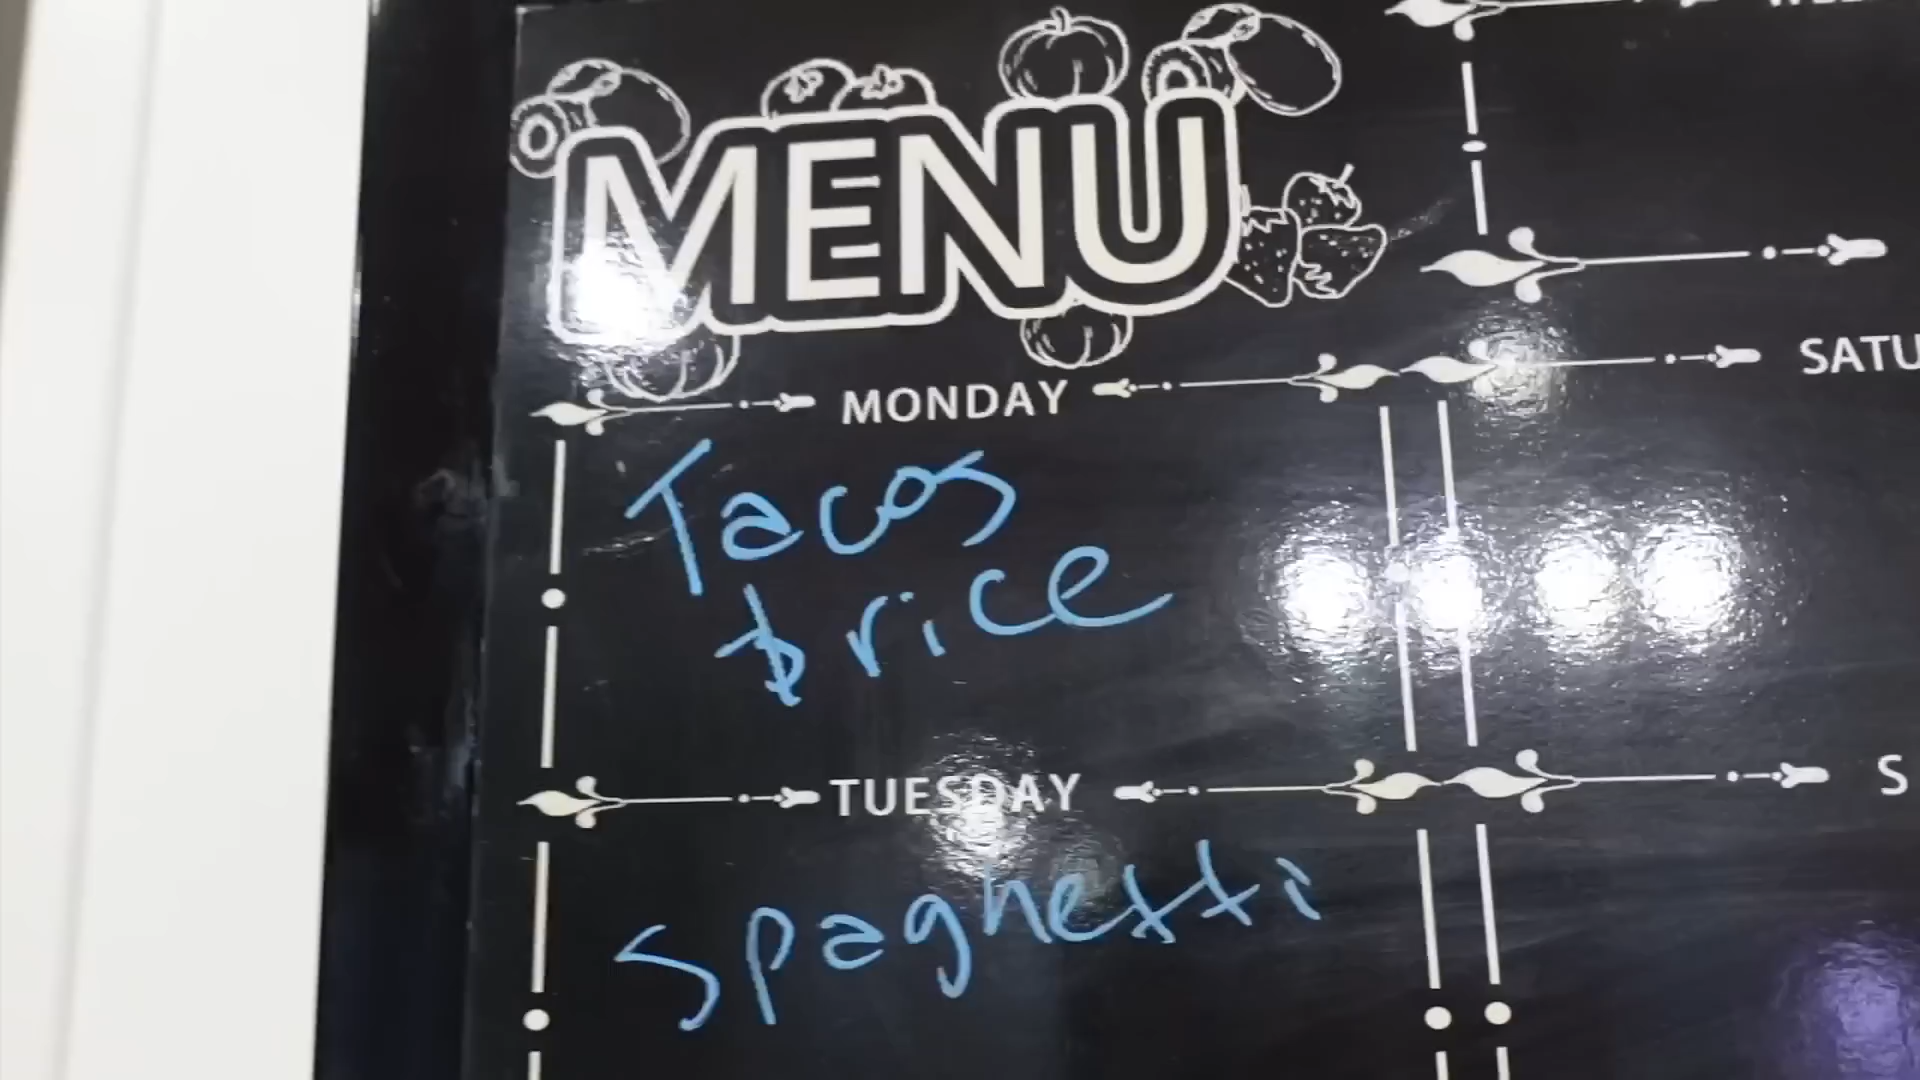 MENU
MONDAY
Tacos
& rice
TUESDAY
Spaghetti
SATU
S